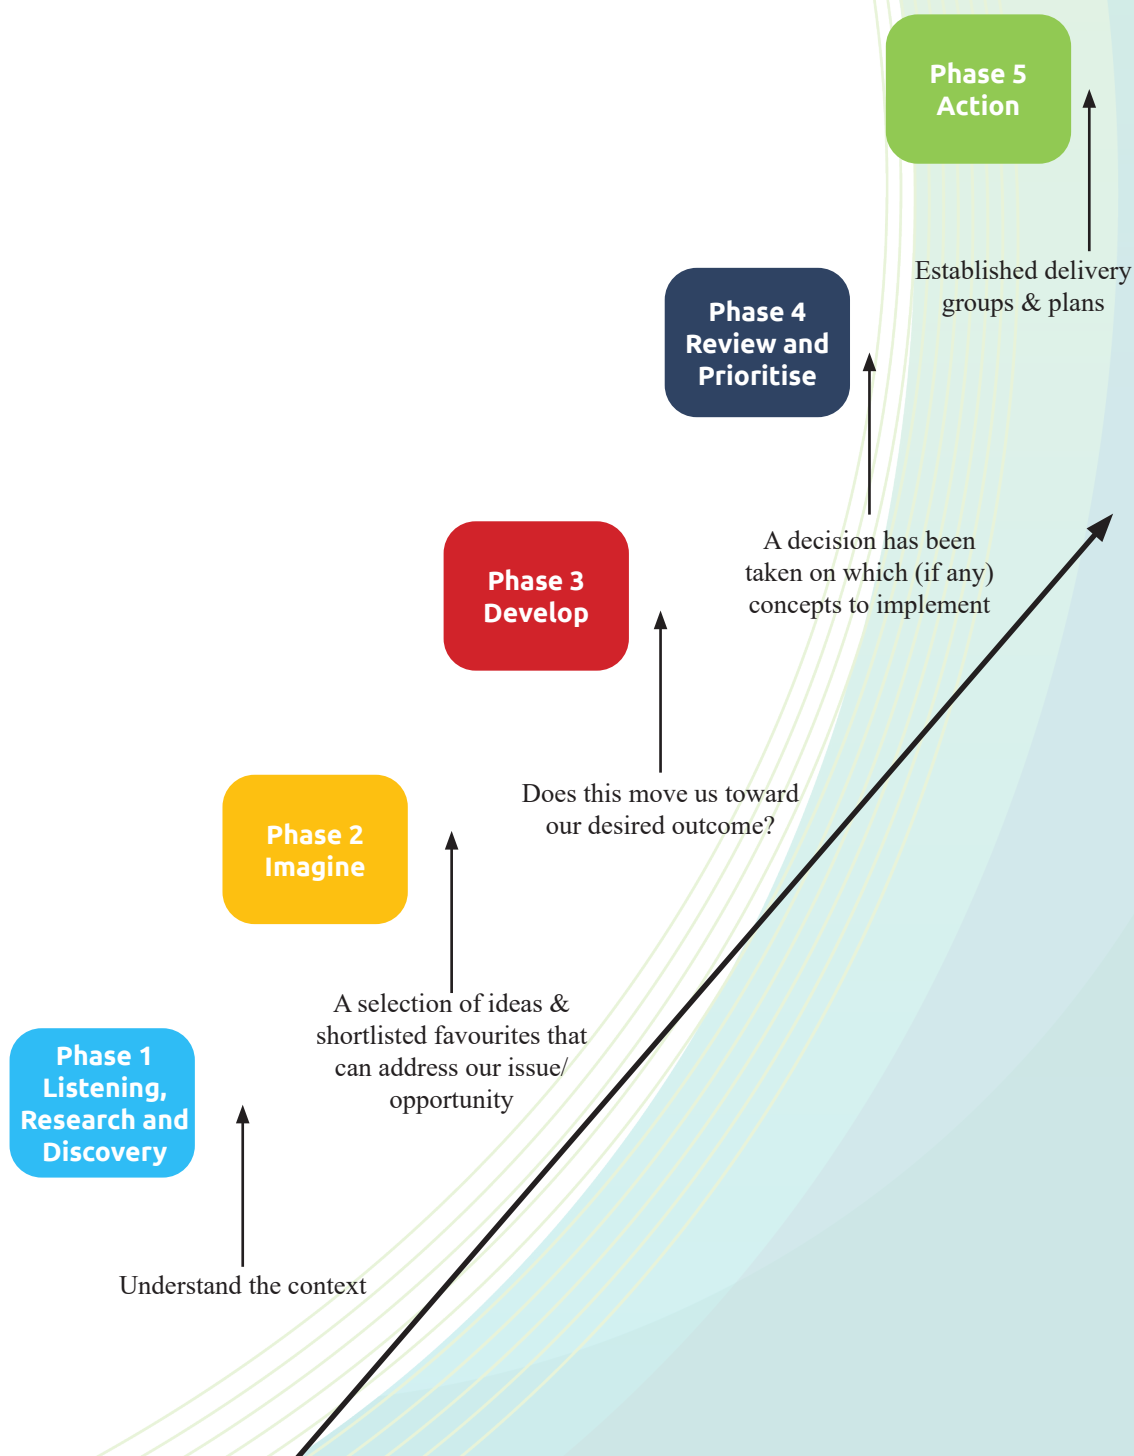 Phase 5
Action
Established delivery
groups & plans
Phase 4
Review and
Prioritise
A decision has been
taken on which (if any)
concepts to implement
Phase 3
Develop
Does this move us toward
our desired outcome?
Phase 2
Imagine
A selection of ideas &
shortlisted favourites that
can address our issue/
opportunity
Phase 1
Listening,
Research and
Discovery
Understand the context